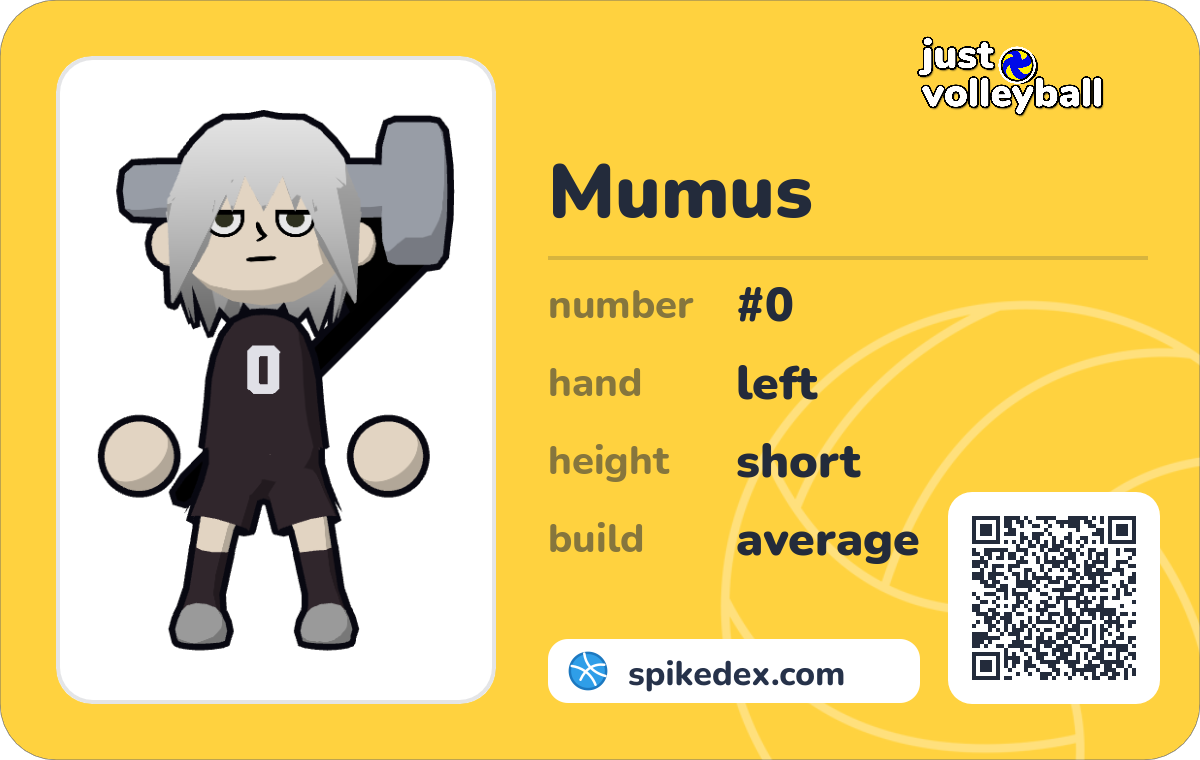 just
volleyball
Mumus
number #0
hand left
height short
build average
spikedex.com
0